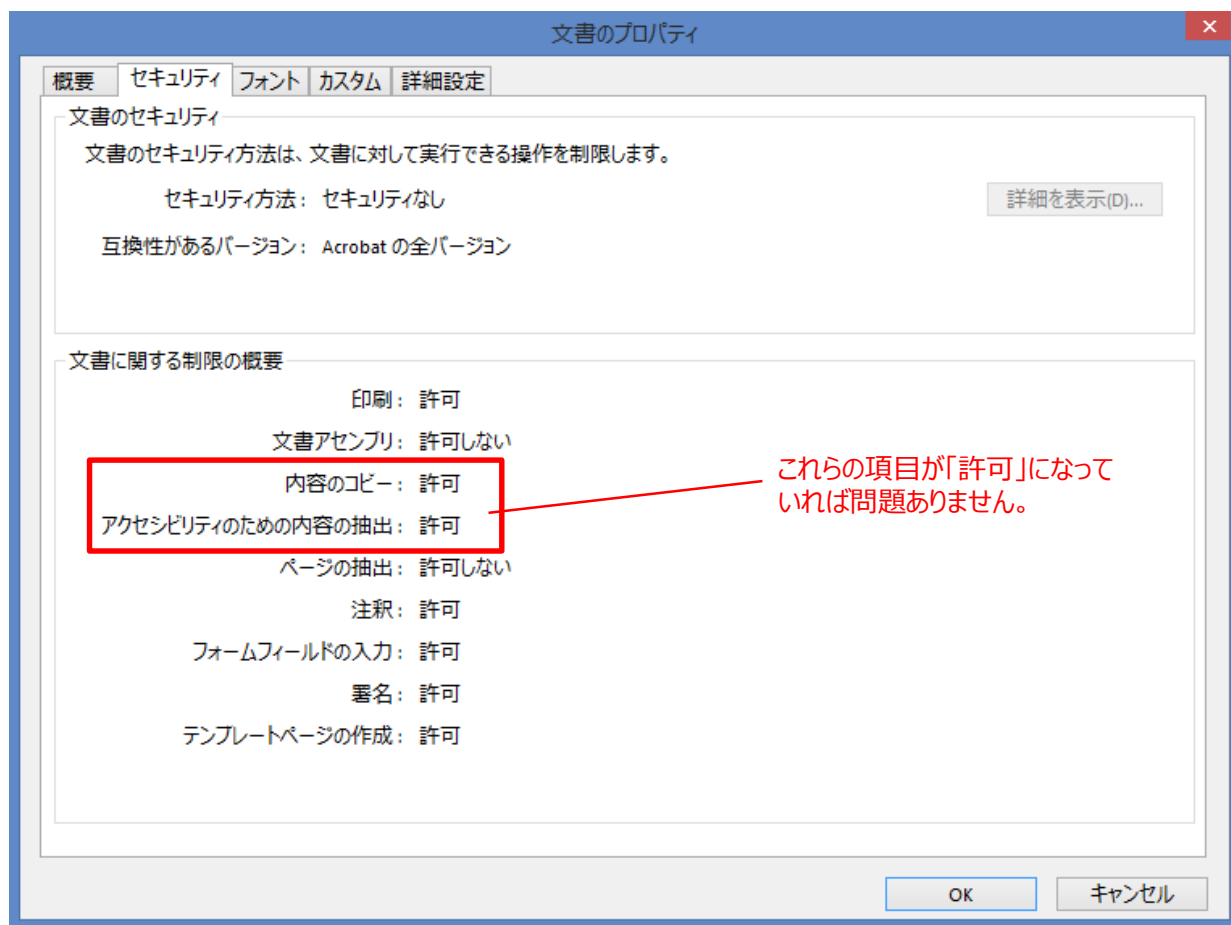 文書のプロパティ
概要 セキュリティ フォント カスタム 詳細設定
文書のセキュリティ
文書のセキュリティ方法は、文書に対して実行できる操作を制限します。
セキュリティ方法: セキュリティなし
詳細を表示(D)...
互換性があるバージョン: Acrobat の全バージョン
文書に関する制限の概要
印刷: 許可
文書アセンブリ: 許可しない
内容のコピー: 許可
アクセシビリティのための内容の抽出: 許可
これらの項目が「許可」になって
いれば問題ありません。
ページの抽出: 許可しない
注釈: 許可
フォームフィールドの入力: 許可
署名: 許可
テンプレートページの作成: 許可
OK キャンセル